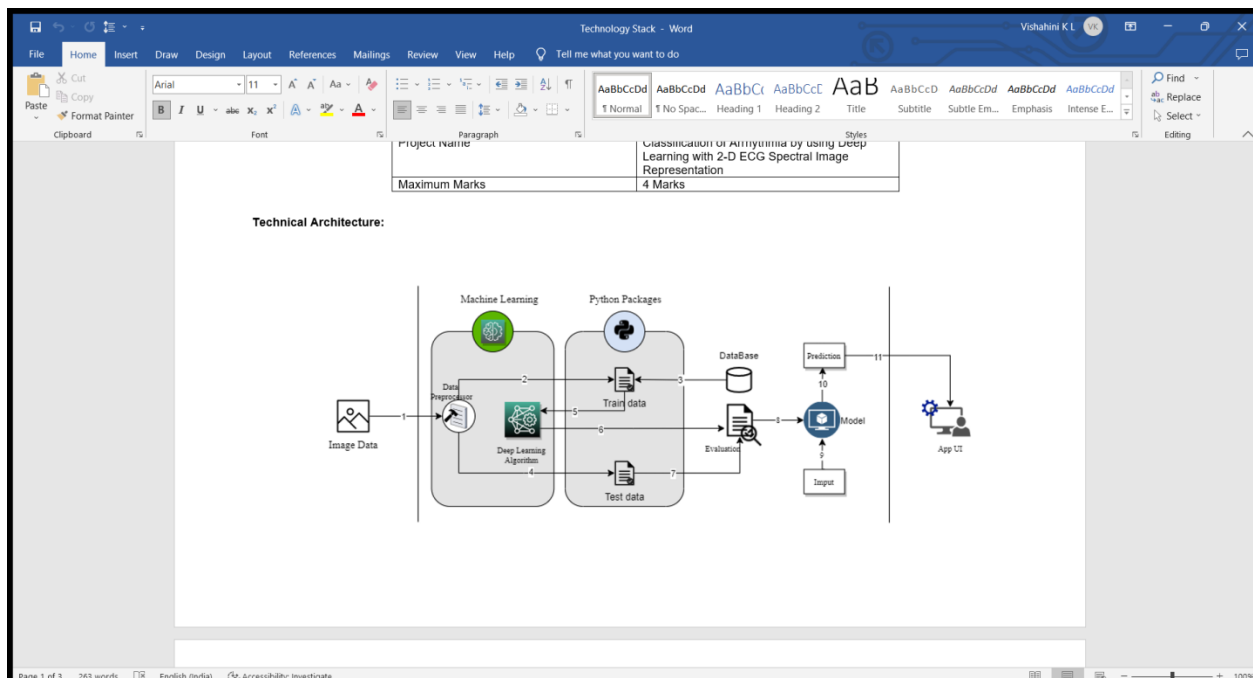 Technology Stack - Word
Vishahini K L
VK
File Home Insert Draw Design Layout References Mailings Review View Help Tell me what you want to do
Paste
Cut
Copy
Format Painter
Clipboard
Arial
11
Font
Paragraph
AaBbCcDd AaBbCcDd AaBbCc AaBbCcE AaB AaBbCcD AaBbCcDd AaBbCcDd AaBbCcDd
¶ Normal ¶ No Spac... Heading 1 Heading 2 Title Subtitle Subtle Em... Emphasis Intense E...
Styles
Find
Replace
Select
Editing
Project Name
Classification of Arrhythmia by using Deep
Learning with 2-D ECG Spectral Image
Representation
Maximum Marks
4 Marks
Technical Architecture:
Machine Learning
Python Packages
DataBase
Prediction
11
2
3
10
Data
Preprocessor
Train data
1
5
6
8
Model
Image Data
Deep Learning
Algorithm
Evaluation
9
App UI
4
7
Imput
Test data
Page 1 of 3 263 words English (India) Accessibility: Investigate
100%